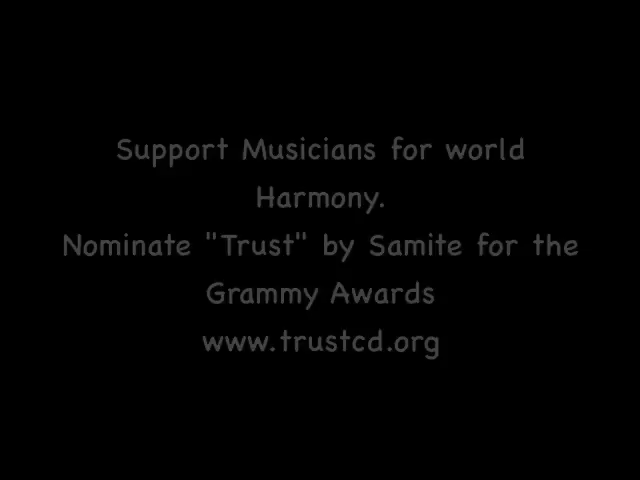 Support Musicians for world
Harmony.
Nominate "Trust" by Samite for the
Grammy Awards
www.trustcd.org